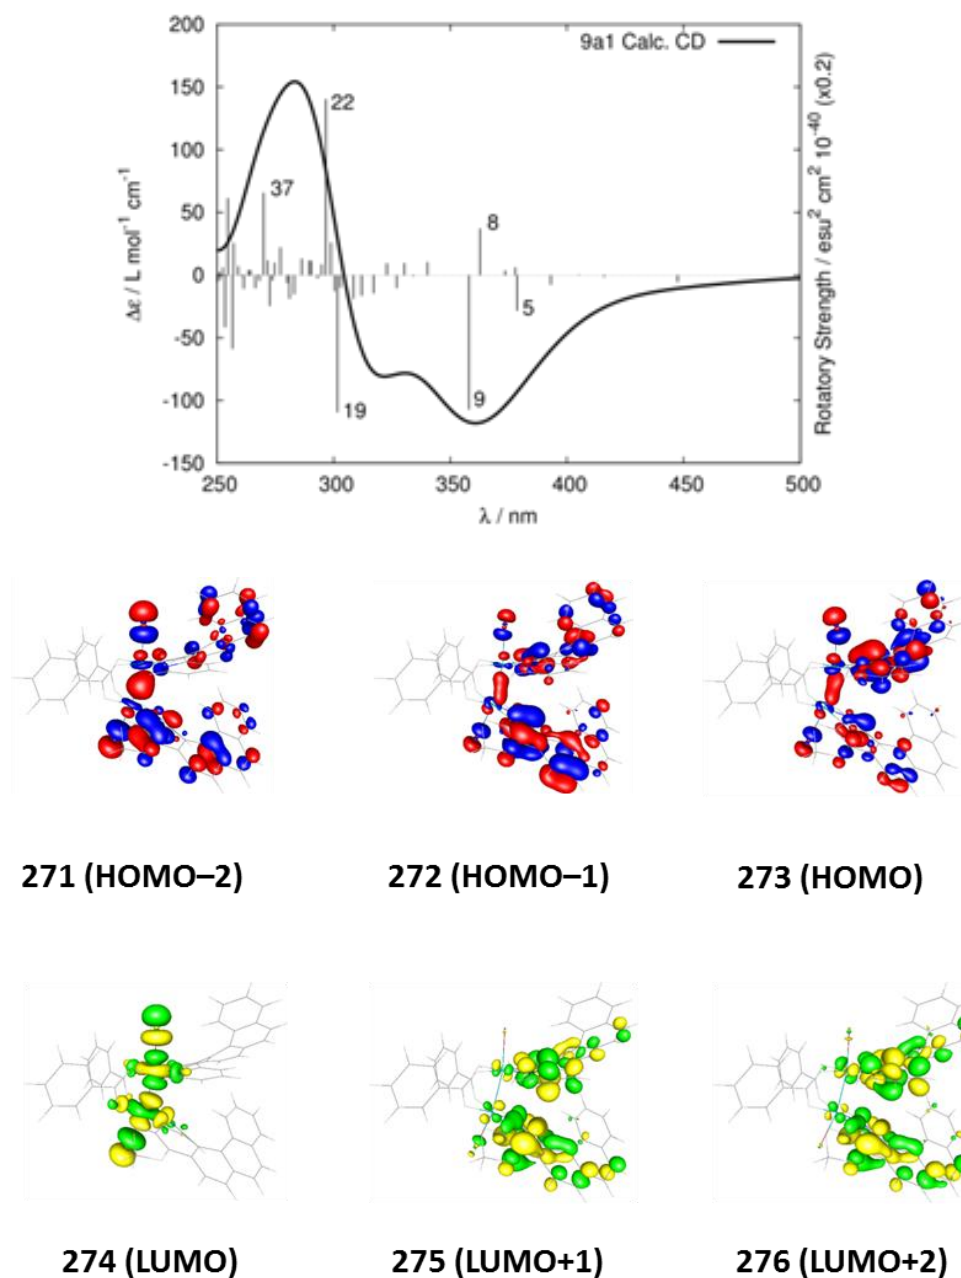 9a1 Calc. CD
200
150
100
50
0
-50
-100
-150
Δε / L mol⁻¹ cm⁻¹
22
37
8
5
9
19
Rotatory Strength / esu² cm² 10⁻⁴⁰ (x0.2)
250 300 350 400 450 500
λ / nm
271 (HOMO–2) 272 (HOMO–1) 273 (HOMO)
274 (LUMO) 275 (LUMO+1) 276 (LUMO+2)